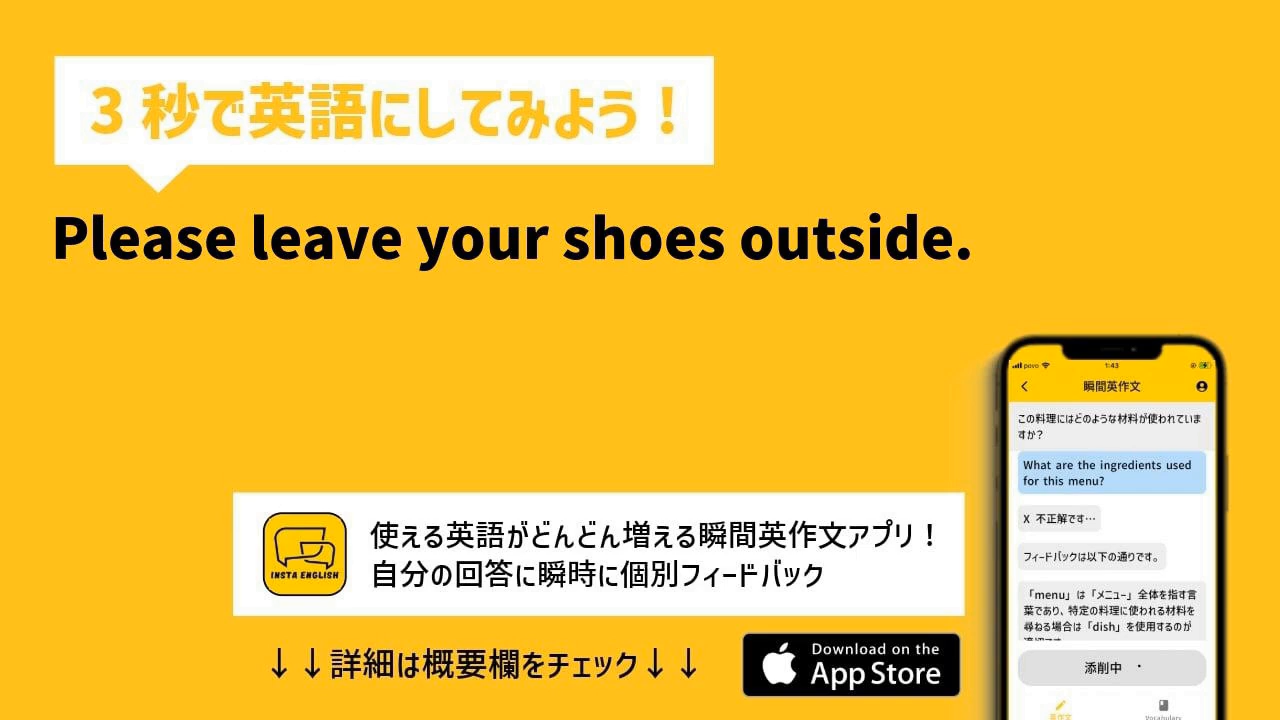 3秒で英語にしてみよう！
Please leave your shoes outside.
povo 1:43
瞬間英作文
この料理にはどのような材料が使われていま
すか？
What are the ingredients used
for this menu?
X 不正解です…
フィードバックは以下の通りです。
「menu」は「メニュー」全体を指す言
葉であり、特定の料理に使われる材料を
尋ねる場合は「dish」を使用するのが
添削中
英作文 Vocabulary
INSTA ENGLISH
使える英語がどんどん増える瞬間英作文アプリ！
自分の回答に瞬時に個別フィードバック
↓↓詳細は概要欄をチェック↓↓
Download on the
App Store